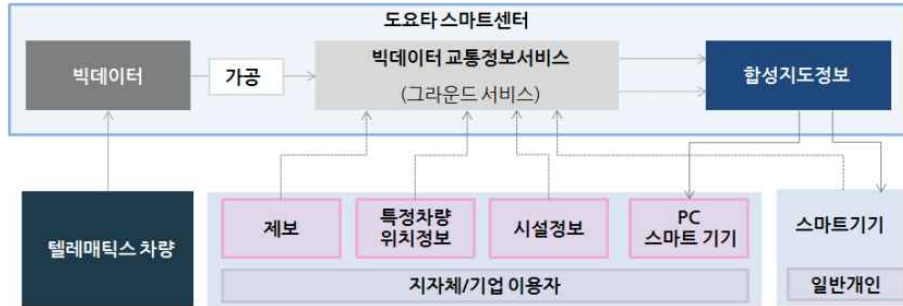 도요타 스마트센터
빅데이터
가공
빅데이터 교통정보서비스
(그라운드 서비스)
합성지도정보
텔레매틱스 차량
제보
특정차량
위치정보
시설정보
PC
스마트 기기
지자체/기업 이용자
스마트기기
일반개인